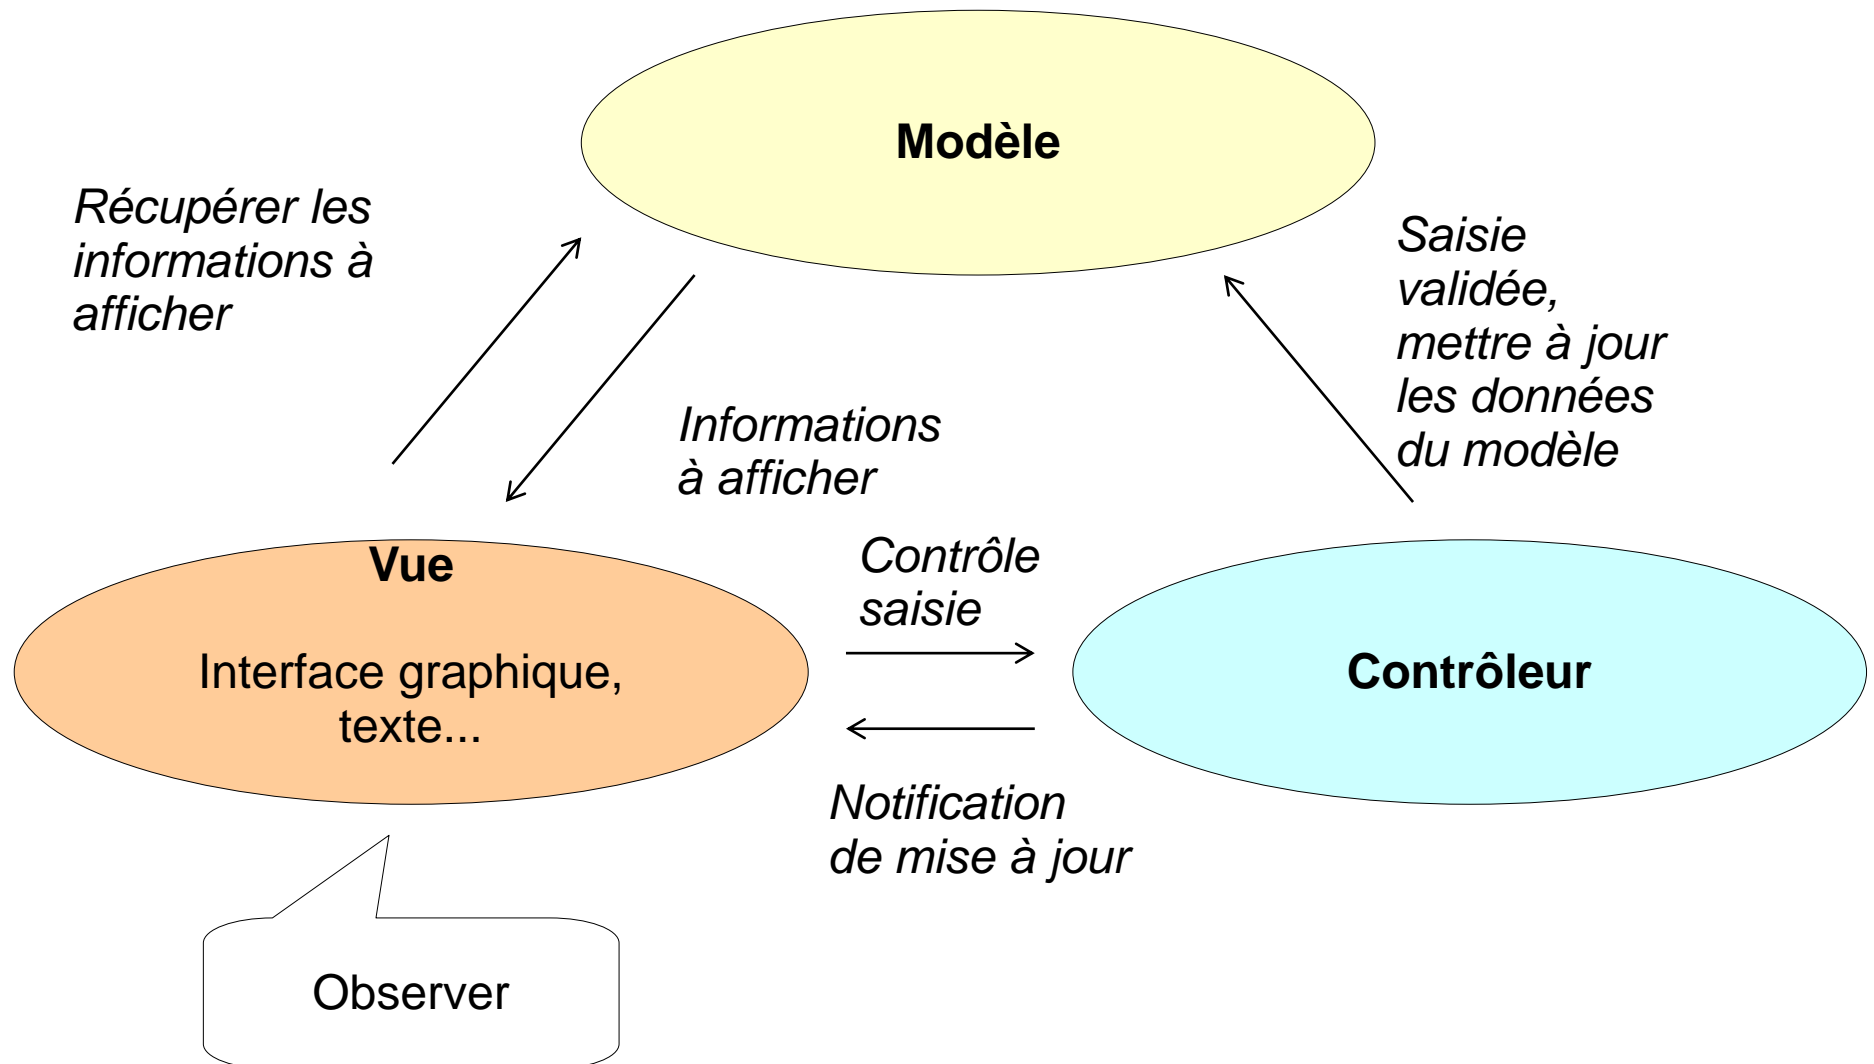 Modèle
Récupérer les
informations à
afficher
Saisie
validée,
mettre à jour
les données
du modèle
Informations
à afficher
Vue
Interface graphique,
texte...
Contrôle
saisie
Contrôleur
Notification
de mise à jour
Observer